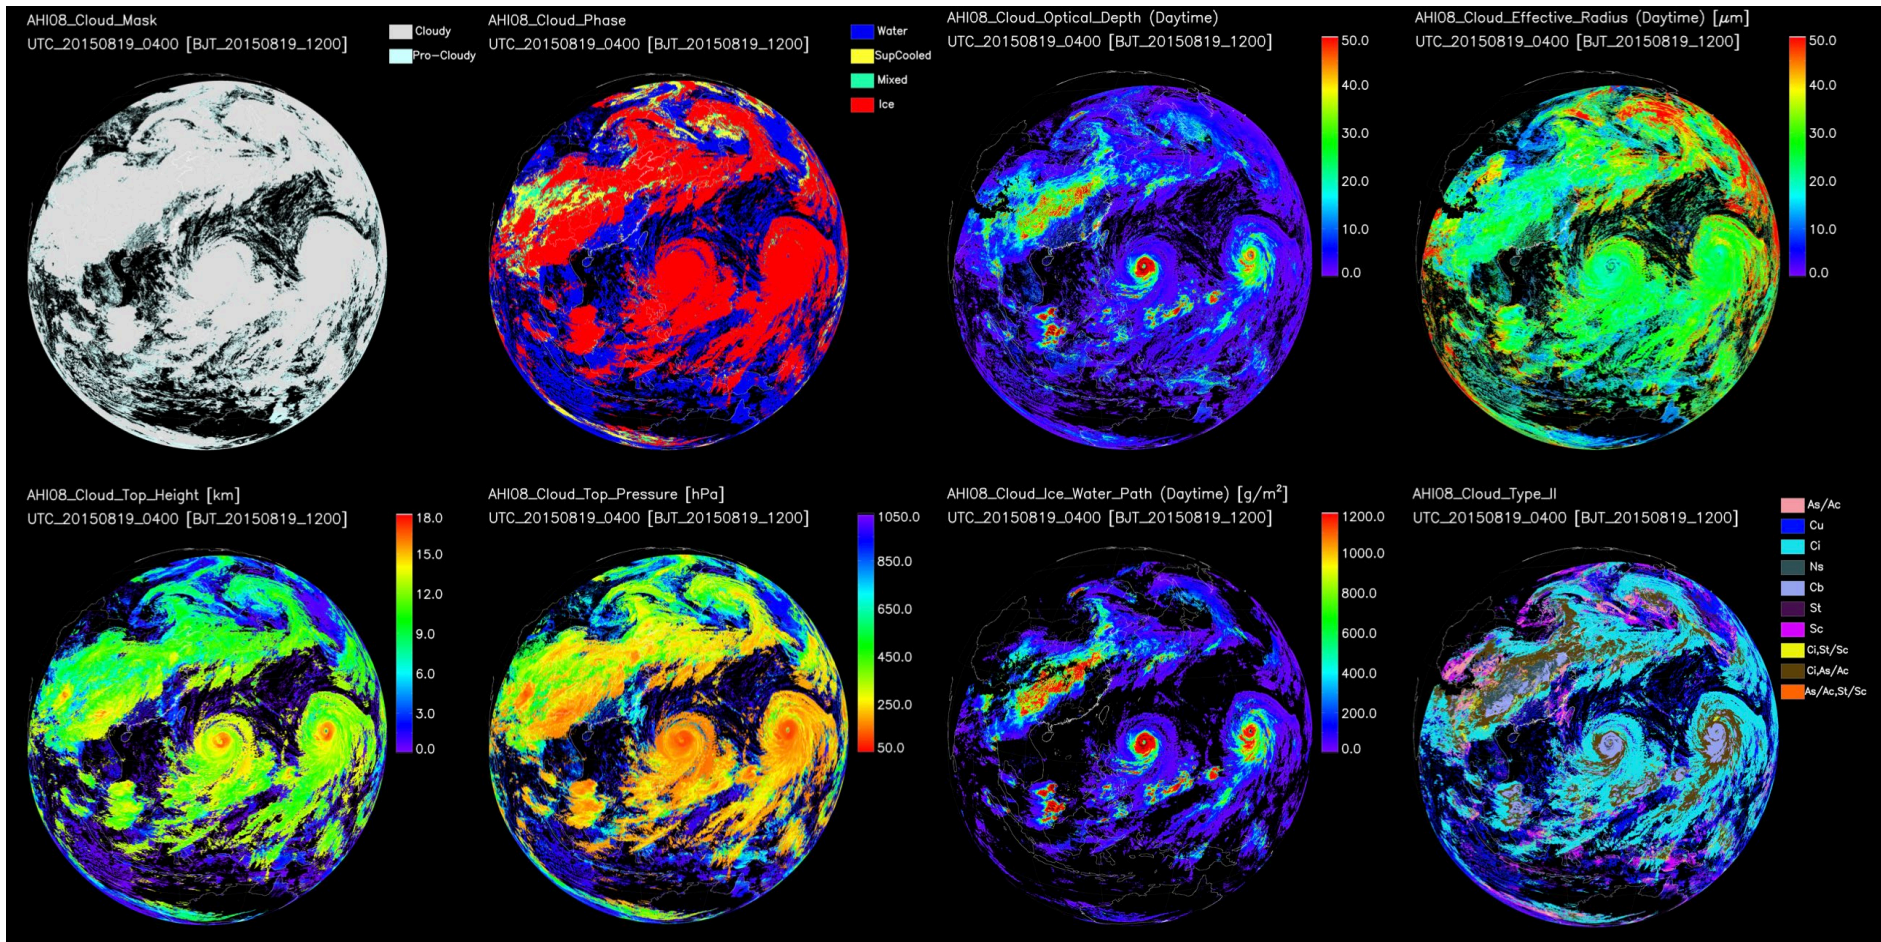 AHI08_Cloud_Mask
UTC_20150819_0400 [BJT_20150819_1200]
Cloudy
Pro-Cloudy
AHI08_Cloud_Phase
UTC_20150819_0400 [BJT_20150819_1200]
Water
SupCooled
Mixed
Ice
AHI08_Cloud_Optical_Depth (Daytime)
UTC_20150819_0400 [BJT_20150819_1200]
50.0
40.0
30.0
20.0
10.0
0.0
AHI08_Cloud_Effective_Radius (Daytime) [μm]
UTC_20150819_0400 [BJT_20150819_1200]
50.0
40.0
30.0
20.0
10.0
0.0
AHI08_Cloud_Top_Height [km]
UTC_20150819_0400 [BJT_20150819_1200]
18.0
15.0
12.0
9.0
6.0
3.0
0.0
AHI08_Cloud_Top_Pressure [hPa]
UTC_20150819_0400 [BJT_20150819_1200]
1050.0
850.0
650.0
450.0
250.0
50.0
AHI08_Cloud_Ice_Water_Path (Daytime) [g/m²]
UTC_20150819_0400 [BJT_20150819_1200]
1200.0
1000.0
800.0
600.0
400.0
200.0
0.0
AHI08_Cloud_Type_II
UTC_20150819_0400 [BJT_20150819_1200]
As/Ac
Cu
Ci
Ns
Cb
St
Sc
Ci,St/Sc
Ci,As/Ac
As/Ac,St/Sc